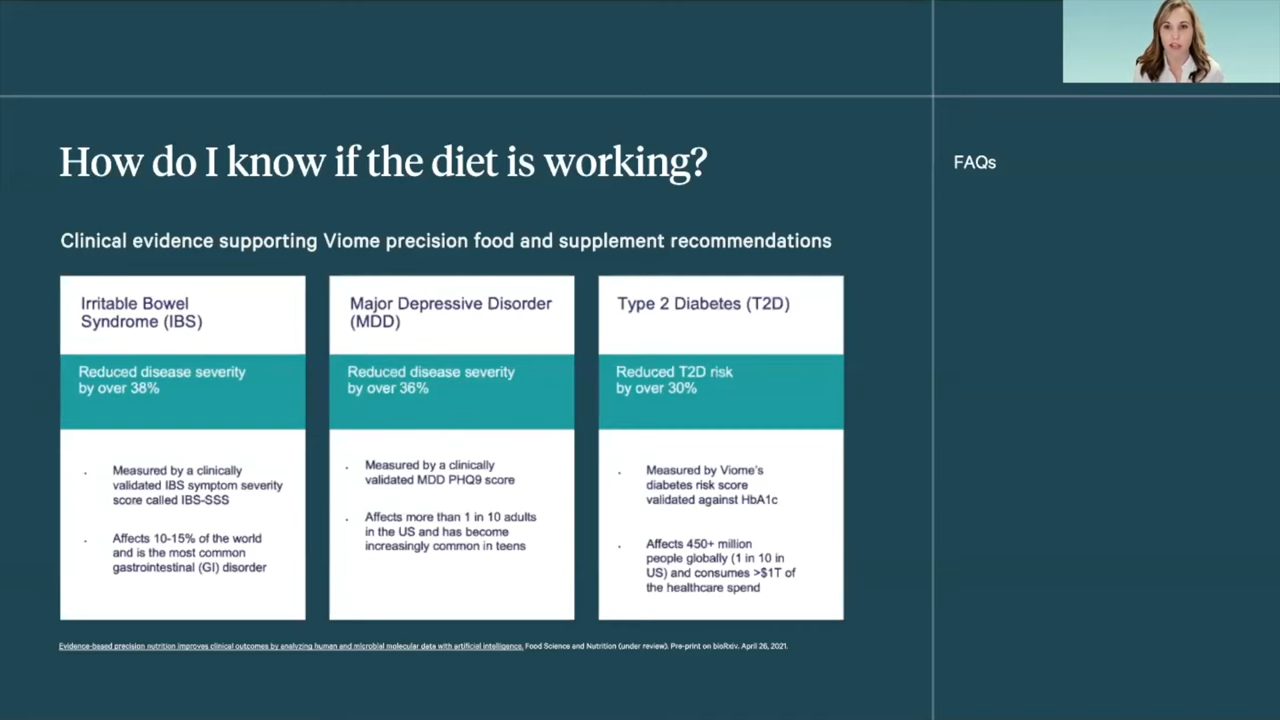 How do I know if the diet is working?
FAQs
Clinical evidence supporting Viome precision food and supplement recommendations
Irritable Bowel
Syndrome (IBS)
Reduced disease severity
by over 38%
. Measured by a clinically
validated IBS symptom severity
score called IBS-SSS
. Affects 10-15% of the world
and is the most common
gastrointestinal (GI) disorder
Major Depressive Disorder
(MDD)
Reduced disease severity
by over 36%
. Measured by a clinically
validated MDD PHQ9 score
. Affects more than 1 in 10 adults
in the US and has become
increasingly common in teens
Type 2 Diabetes (T2D)
Reduced T2D risk
by over 30%
. Measured by Viome's
diabetes risk score
validated against HbA1c
. Affects 450+ million
people globally (1 in 10 in
US) and consumes >$1T of
the healthcare spend
Evidence-based precision nutrition improves clinical outcomes by analyzing human and microbial molecular data with artificial intelligence. Food Science and Nutrition (under review). Pre-print on bioRxiv. April 26, 2021.